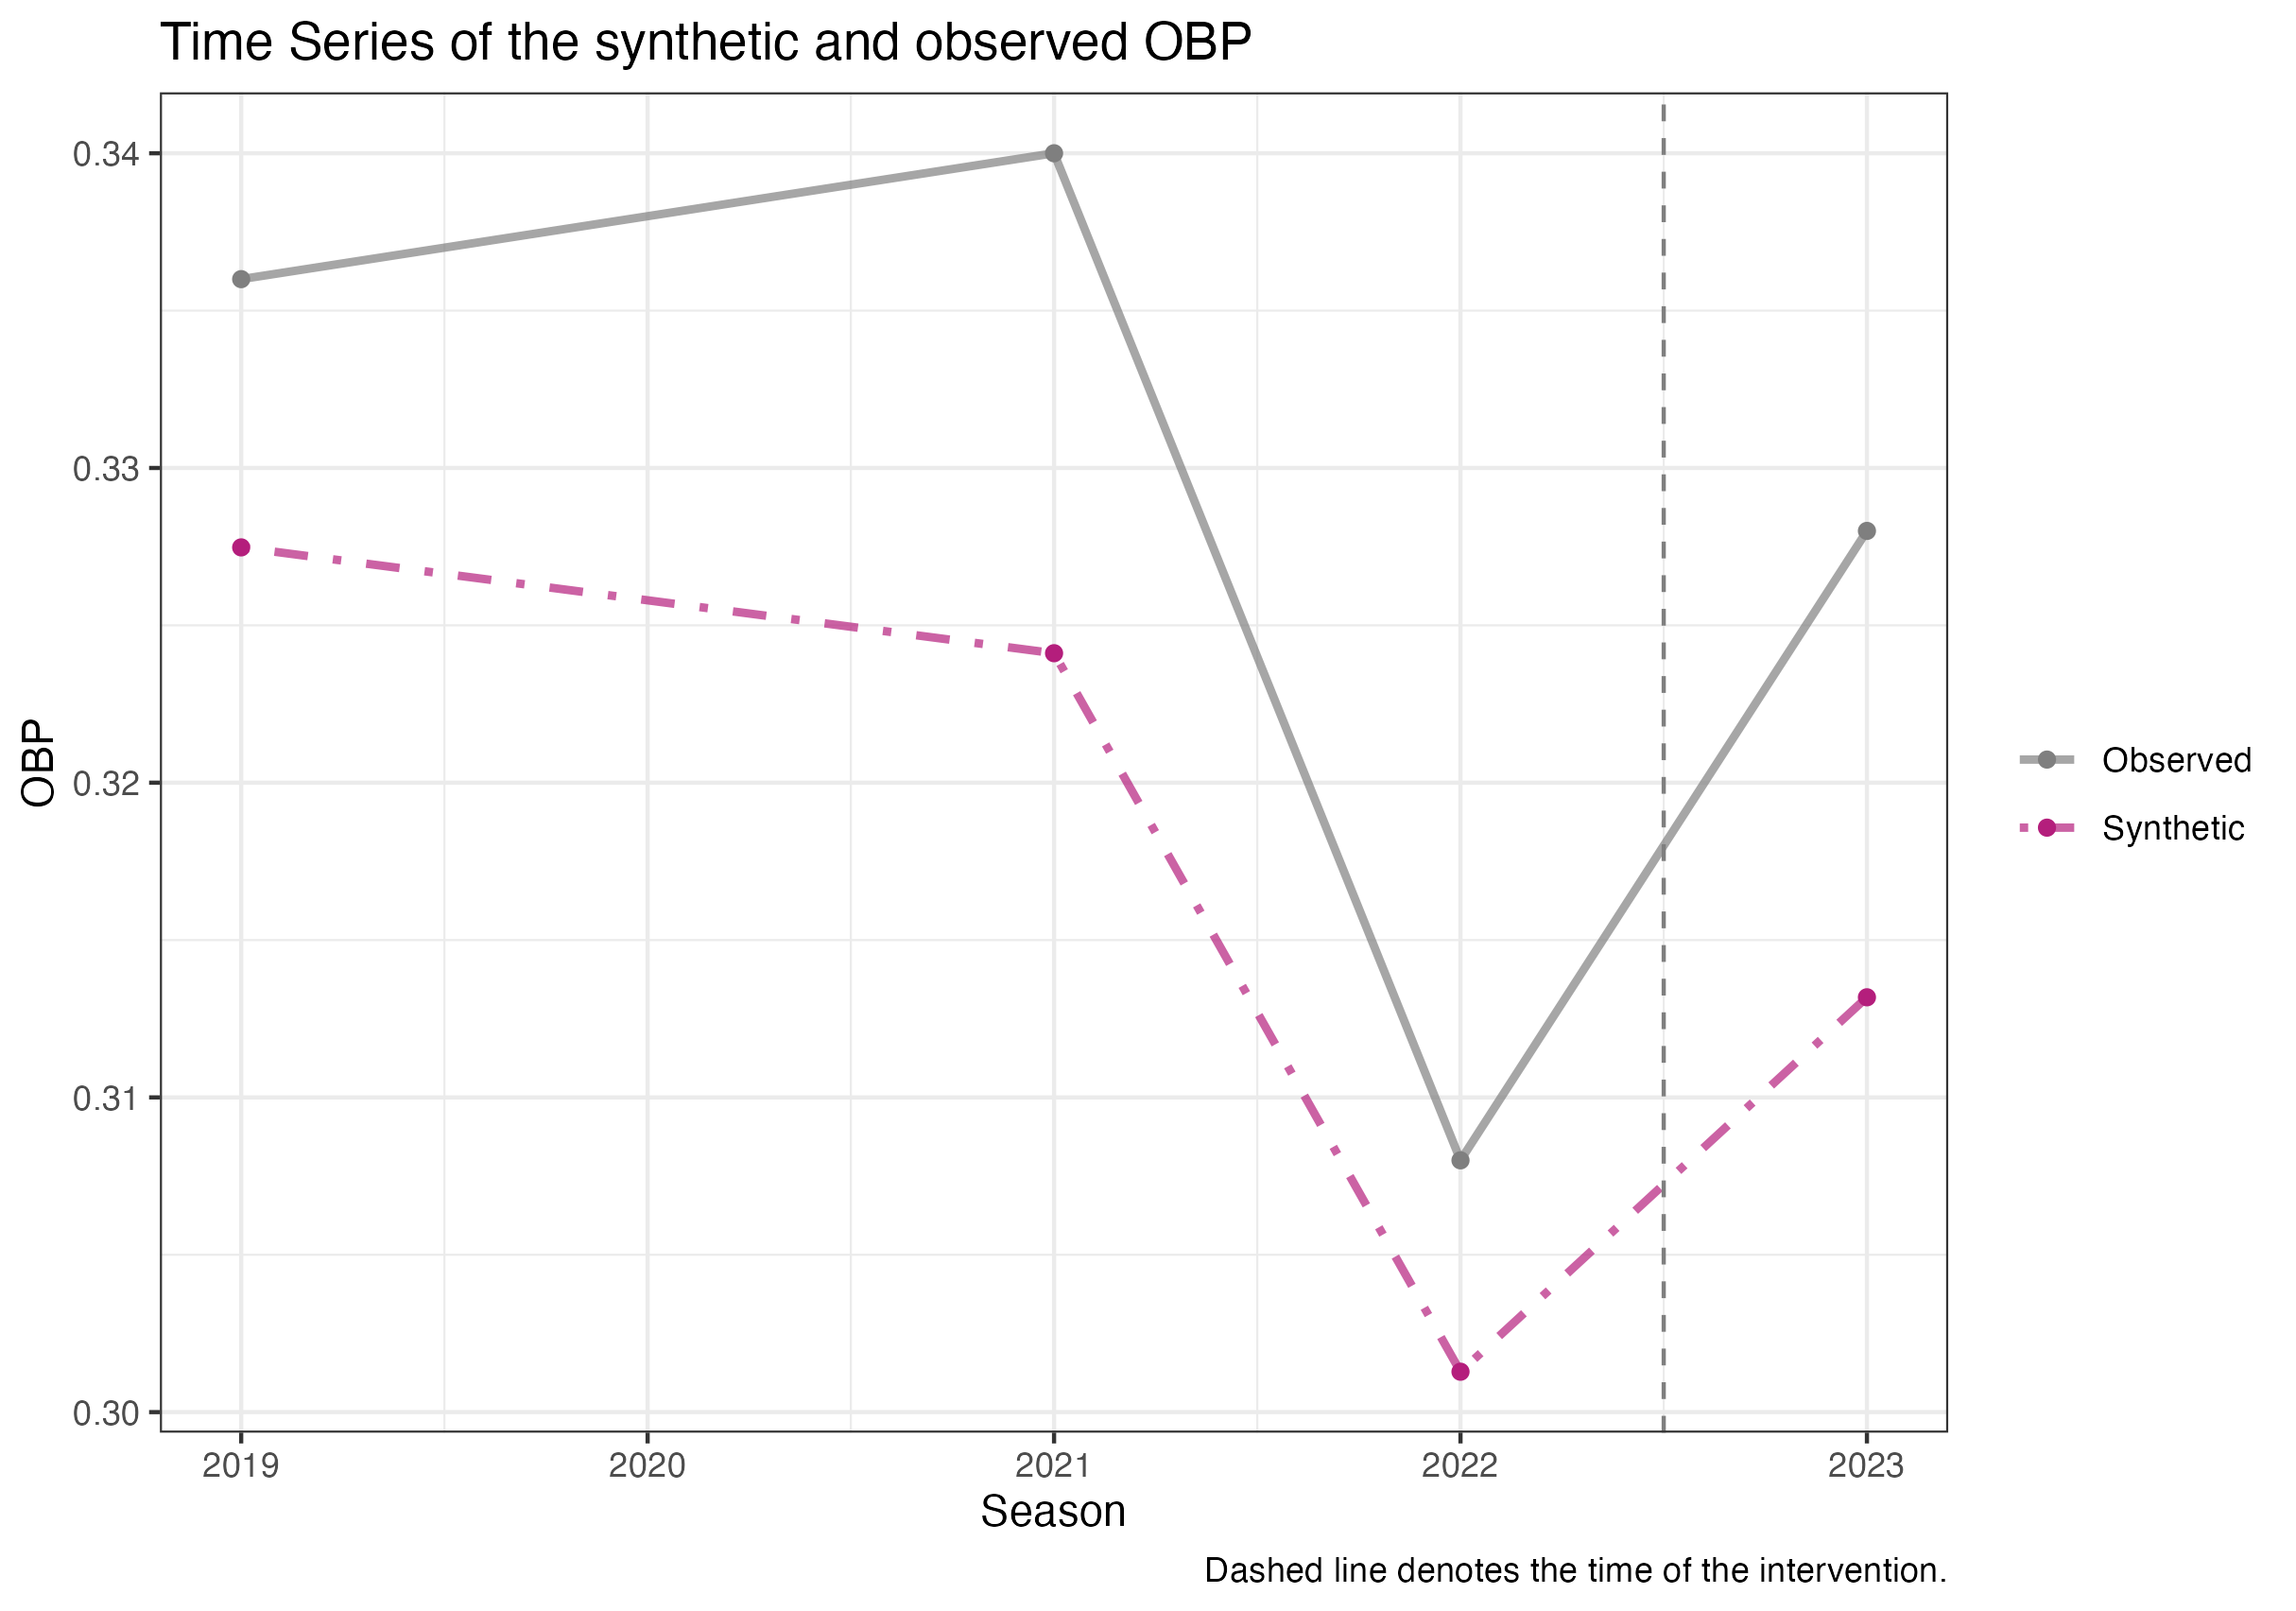 Time Series of the synthetic and observed OBP
0.34
0.33
0.32
0.31
0.30
OBP
2019 2020 2021 2022 2023
Season
Observed
Synthetic
Dashed line denotes the time of the intervention.